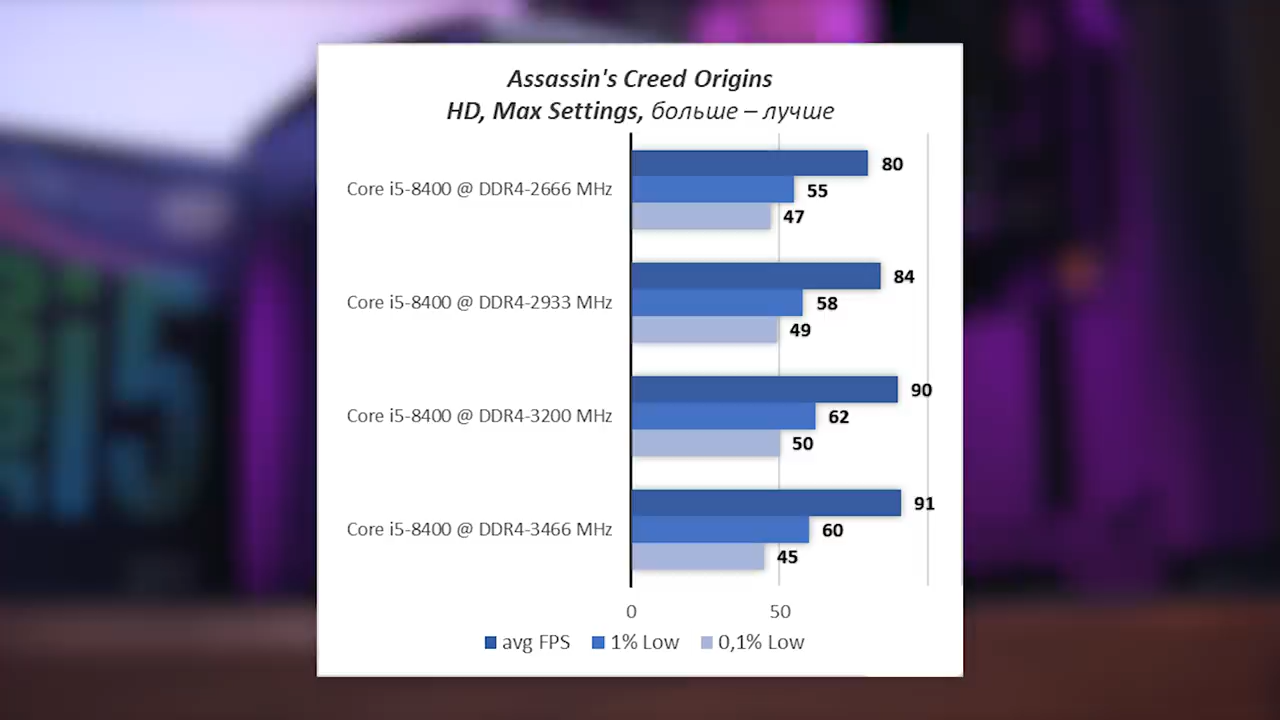 Assassin's Creed Origins
HD, Max Settings, больше – лучше
Core i5-8400 @ DDR4-2666 MHz
80
55
47
Core i5-8400 @ DDR4-2933 MHz
84
58
49
Core i5-8400 @ DDR4-3200 MHz
90
62
50
Core i5-8400 @ DDR4-3466 MHz
91
60
45
0 50
avg FPS 1% Low 0,1% Low
i5